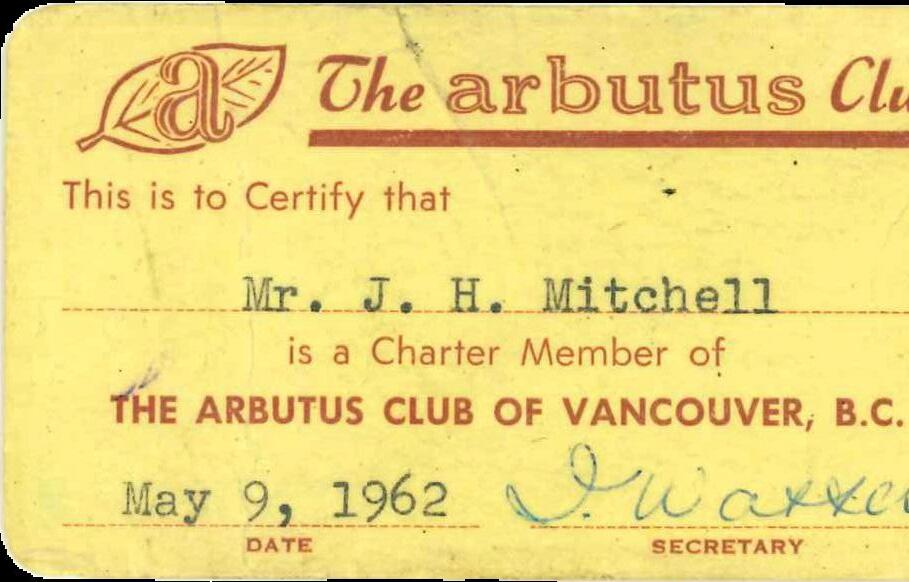 a The arbutus Clu
This is to Certify that
Mr. J. H. Mitchell
is a Charter Member of
THE ARBUTUS CLUB OF VANCOUVER, B.C.
May 9, 1962
DATE SECRETARY